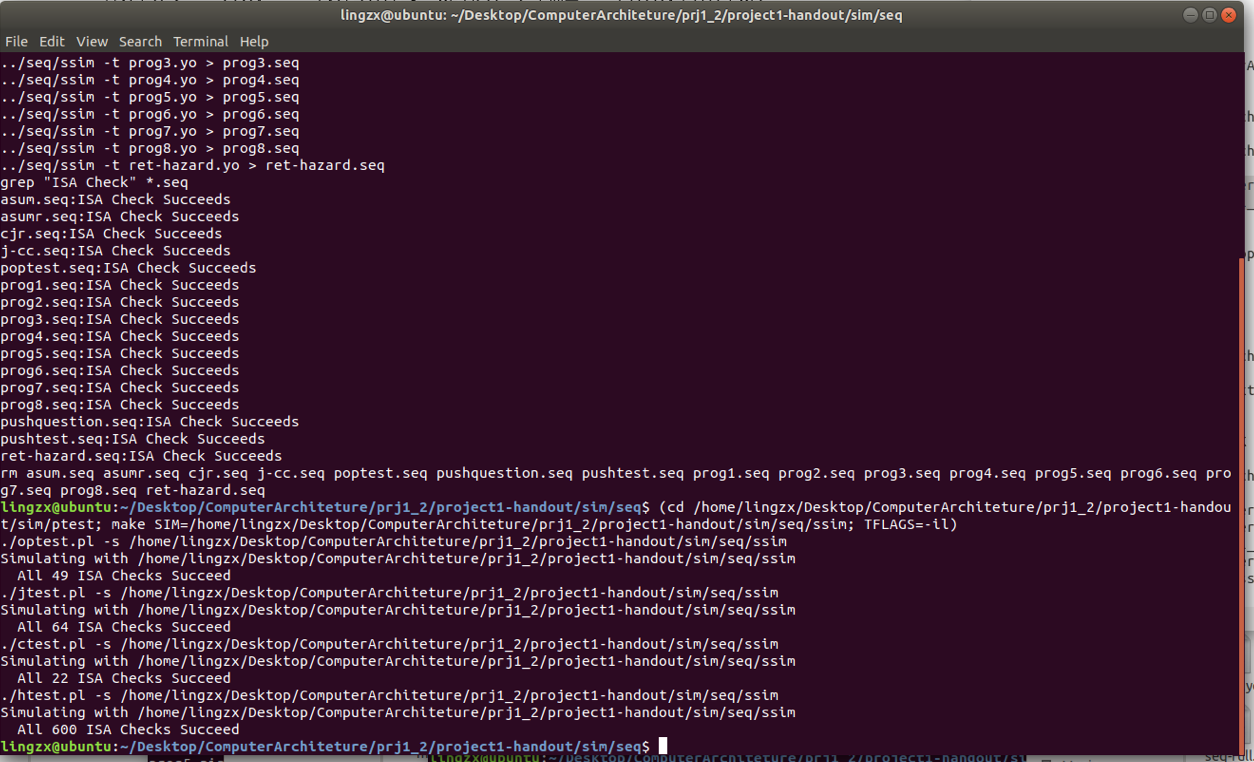 lingzx@ubuntu: ~/Desktop/ComputerArchiteture/prj1_2/project1-handout/sim/seq
File Edit View Search Terminal Help
../seq/ssim -t prog3.yo > prog3.seq
../seq/ssim -t prog4.yo > prog4.seq
../seq/ssim -t prog5.yo > prog5.seq
../seq/ssim -t prog6.yo > prog6.seq
../seq/ssim -t prog7.yo > prog7.seq
../seq/ssim -t prog8.yo > prog8.seq
../seq/ssim -t ret-hazard.yo > ret-hazard.seq
grep "ISA Check" *.seq
asum.seq:ISA Check Succeeds
asumr.seq:ISA Check Succeeds
cjr.seq:ISA Check Succeeds
j-cc.seq:ISA Check Succeeds
poptest.seq:ISA Check Succeeds
prog1.seq:ISA Check Succeeds
prog2.seq:ISA Check Succeeds
prog3.seq:ISA Check Succeeds
prog4.seq:ISA Check Succeeds
prog5.seq:ISA Check Succeeds
prog6.seq:ISA Check Succeeds
prog7.seq:ISA Check Succeeds
prog8.seq:ISA Check Succeeds
pushquestion.seq:ISA Check Succeeds
pushtest.seq:ISA Check Succeeds
ret-hazard.seq:ISA Check Succeeds
rm asum.seq asumr.seq cjr.seq j-cc.seq poptest.seq pushquestion.seq pushtest.seq prog1.seq prog2.seq prog3.seq prog4.seq prog5.seq prog6.seq pro
g7.seq prog8.seq ret-hazard.seq
lingzx@ubuntu:~/Desktop/ComputerArchiteture/prj1_2/project1-handout/sim/seq$ (cd /home/lingzx/Desktop/ComputerArchiteture/prj1_2/project1-handou
t/sim/ptest; make SIM=/home/lingzx/Desktop/ComputerArchiteture/prj1_2/project1-handout/sim/seq/ssim; TFLAGS=-il)
./optest.pl -s /home/lingzx/Desktop/ComputerArchiteture/prj1_2/project1-handout/sim/seq/ssim
Simulating with /home/lingzx/Desktop/ComputerArchiteture/prj1_2/project1-handout/sim/seq/ssim
All 49 ISA Checks Succeed
./jtest.pl -s /home/lingzx/Desktop/ComputerArchiteture/prj1_2/project1-handout/sim/seq/ssim
Simulating with /home/lingzx/Desktop/ComputerArchiteture/prj1_2/project1-handout/sim/seq/ssim
All 64 ISA Checks Succeed
./ctest.pl -s /home/lingzx/Desktop/ComputerArchiteture/prj1_2/project1-handout/sim/seq/ssim
Simulating with /home/lingzx/Desktop/ComputerArchiteture/prj1_2/project1-handout/sim/seq/ssim
All 22 ISA Checks Succeed
./htest.pl -s /home/lingzx/Desktop/ComputerArchiteture/prj1_2/project1-handout/sim/seq/ssim
Simulating with /home/lingzx/Desktop/ComputerArchiteture/prj1_2/project1-handout/sim/seq/ssim
All 600 ISA Checks Succeed
lingzx@ubuntu:~/Desktop/ComputerArchiteture/prj1_2/project1-handout/sim/seq$